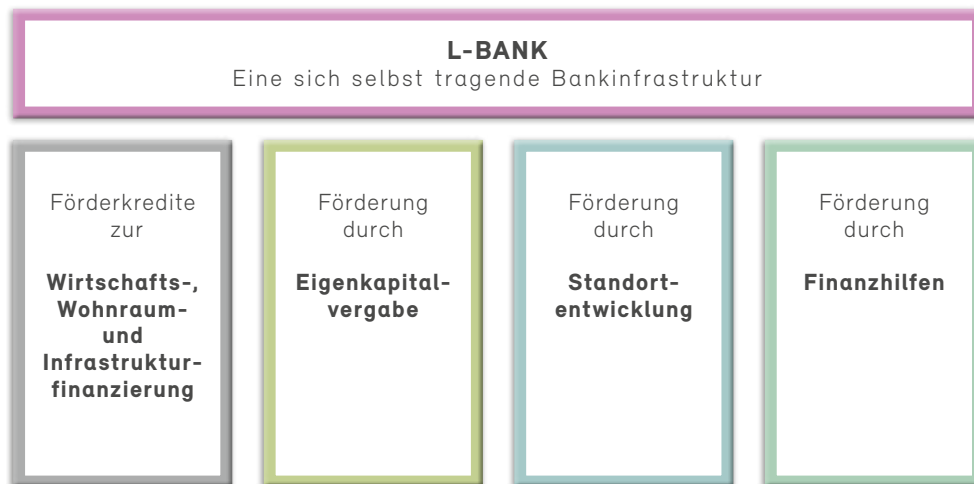 L-BANK
Eine sich selbst tragende Bankinfrastruktur
Förderkredite
zur
Wirtschafts-,
Wohnraum-
und
Infrastruktur-
finanzierung
Förderung
durch
Eigenkapital-
vergabe
Förderung
durch
Standort-
entwicklung
Förderung
durch
Finanzhilfen